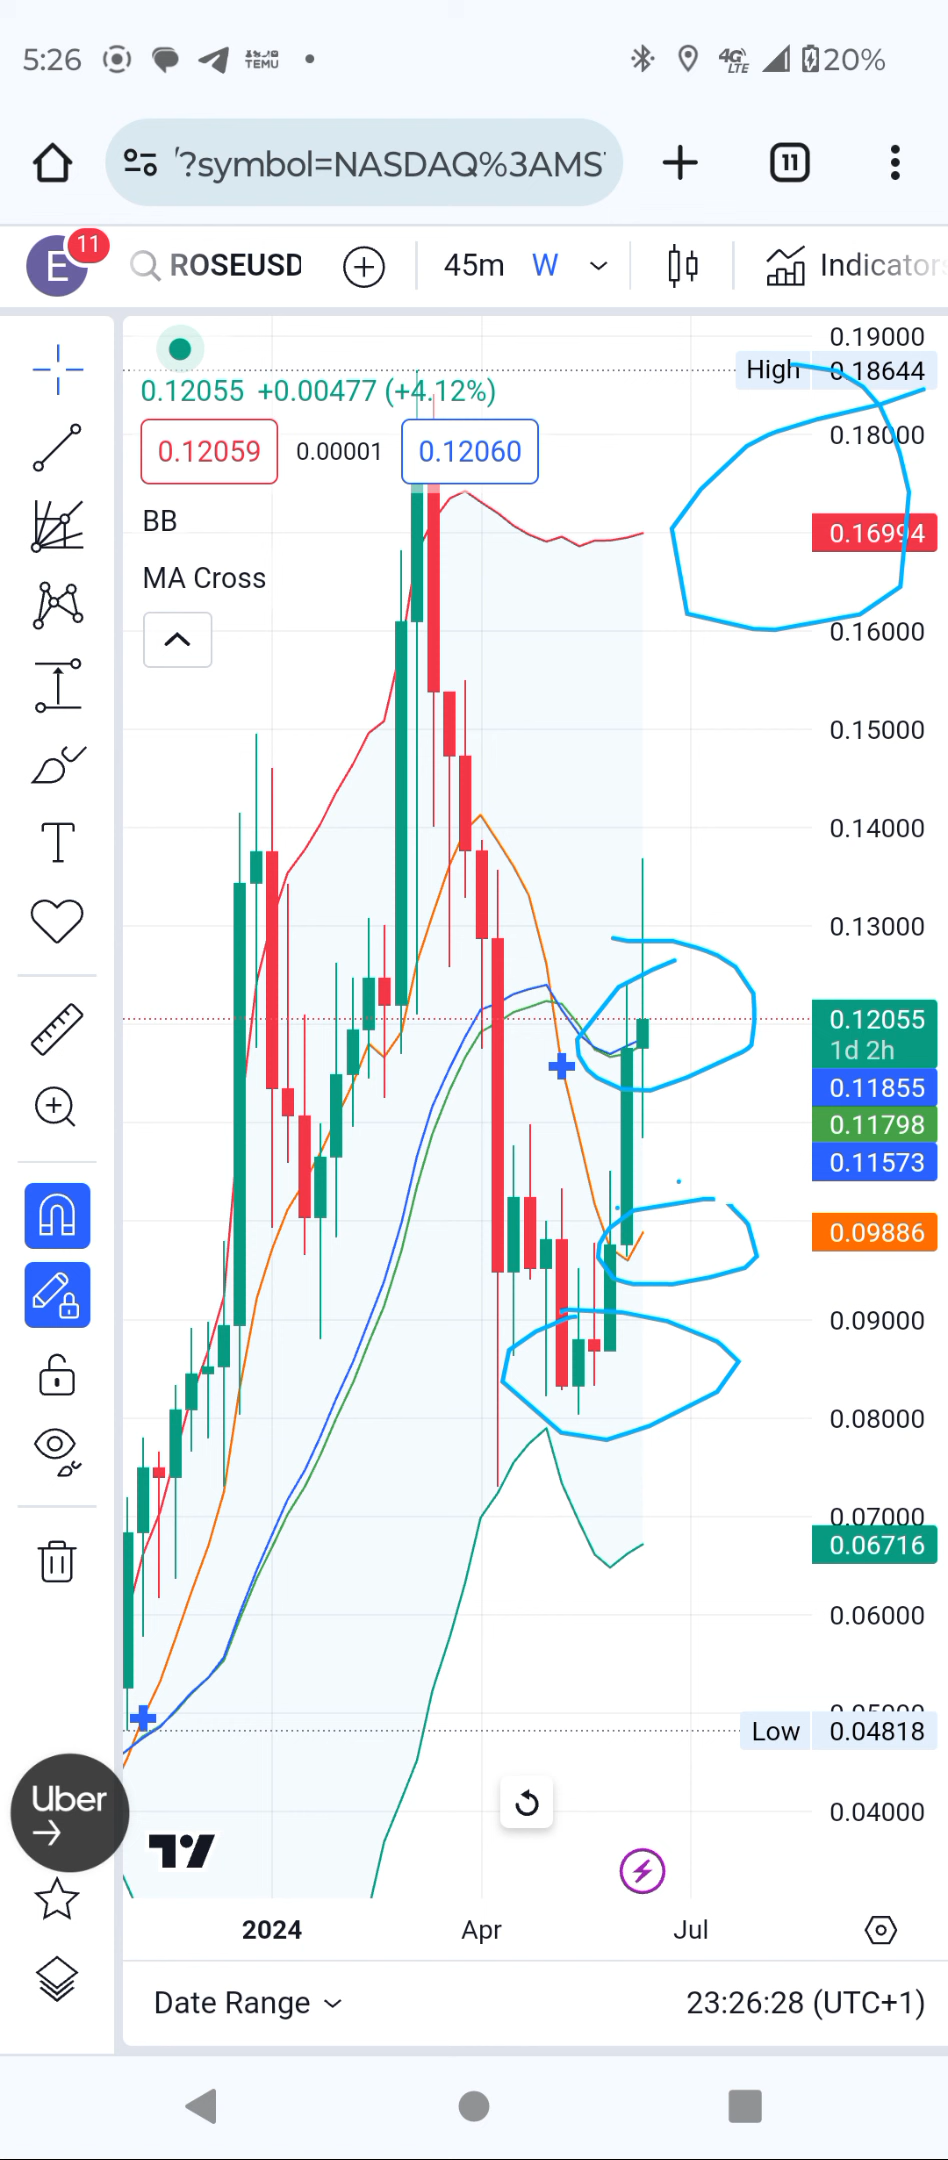 5:26 TEMU 4G LTE 20%
?symbol=NASDAQ%3AMS
11
E 11 ROSEUSD 45m W Indicator
0.19000
High 0.18644
0.12055 +0.00477 (+4.12%)
0.18000
0.12059 0.00001 0.12060
BB
0.16994
MA Cross
0.16000
0.15000
T
0.14000
0.13000
0.12055
1d 2h
0.11855
0.11798
0.11573
0.09886
0.09000
0.08000
0.07000
0.06716
0.06000
Low 0.04818
Uber
0.04000
2024 Apr Jul
Date Range 23:26:28 (UTC+1)